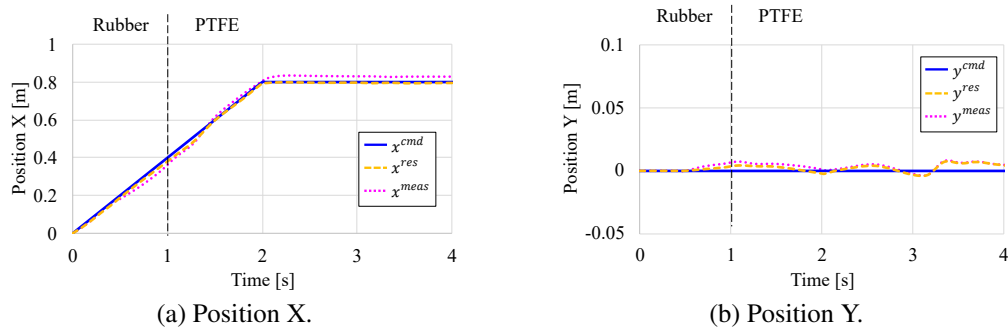 Rubber PTFE
1
0.8
0.6
0.4
0.2
0
Position X [m]
x^cmd
x^res
x^meas
0 1 2 3 4
Time [s]
(a) Position X.
Rubber PTFE
0.1
0.05
0
-0.05
Position Y [m]
y^cmd
y^res
y^meas
0 1 2 3 4
Time [s]
(b) Position Y.